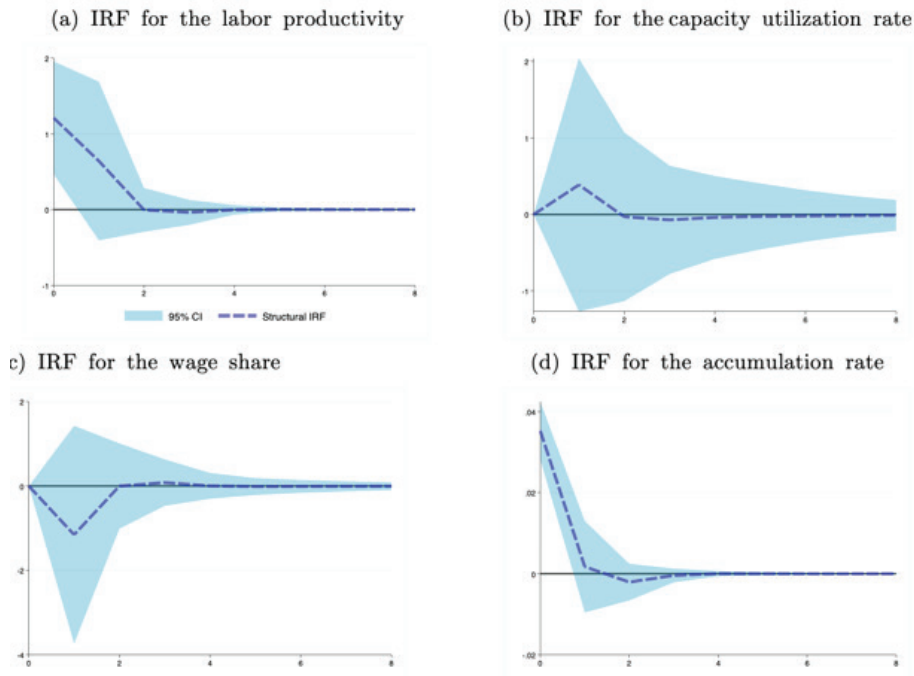 (a) IRF for the labor productivity
2
1
0
-1
0 2 4 6 8
95% CI Structural IRF
(b) IRF for the capacity utilization rate
2
1
0
-1
0 2 4 6 8
c) IRF for the wage share
2
0
-2
-4
0 2 4 6 8
(d) IRF for the accumulation rate
.04
.02
0
-.02
0 2 4 6 8